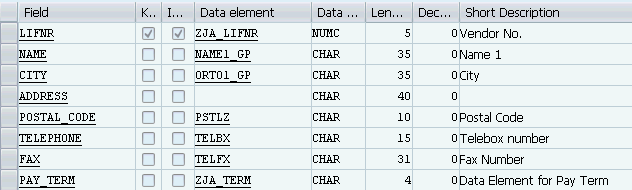 Field K.. I... Data element Data ... Len... Dec... Short Description
LIFNR ZJA_LIFNR NUMC 5 0 Vendor No.
NAME NAME1_GP CHAR 35 0 Name 1
CITY ORT01_GP CHAR 35 0 City
ADDRESS CHAR 40 0
POSTAL_CODE PSTLZ CHAR 10 0 Postal Code
TELEPHONE TELBX CHAR 15 0 Telebox number
FAX TELFX CHAR 31 0 Fax Number
PAY_TERM ZJA_TERM CHAR 4 0 Data Element for Pay Term